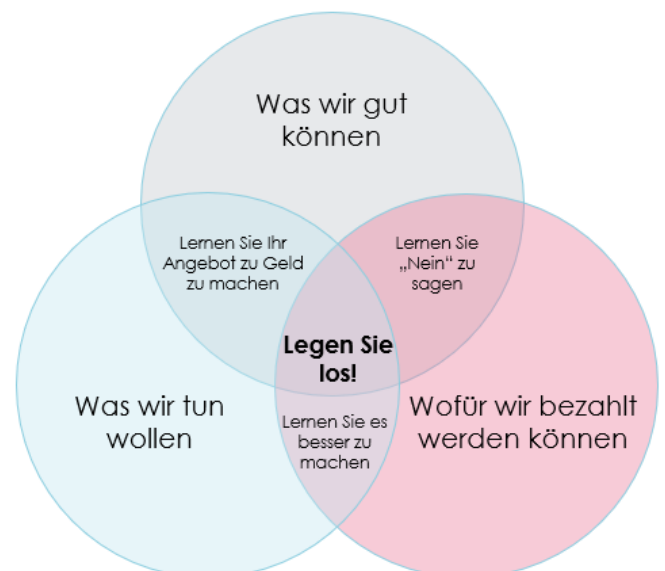 Was wir gut
können
Lernen Sie Ihr
Angebot zu Geld
zu machen
Lernen Sie
„Nein“ zu
sagen
Legen Sie
los!
Was wir tun
wollen
Wofür wir bezahlt
werden können
Lernen Sie es
besser zu
machen